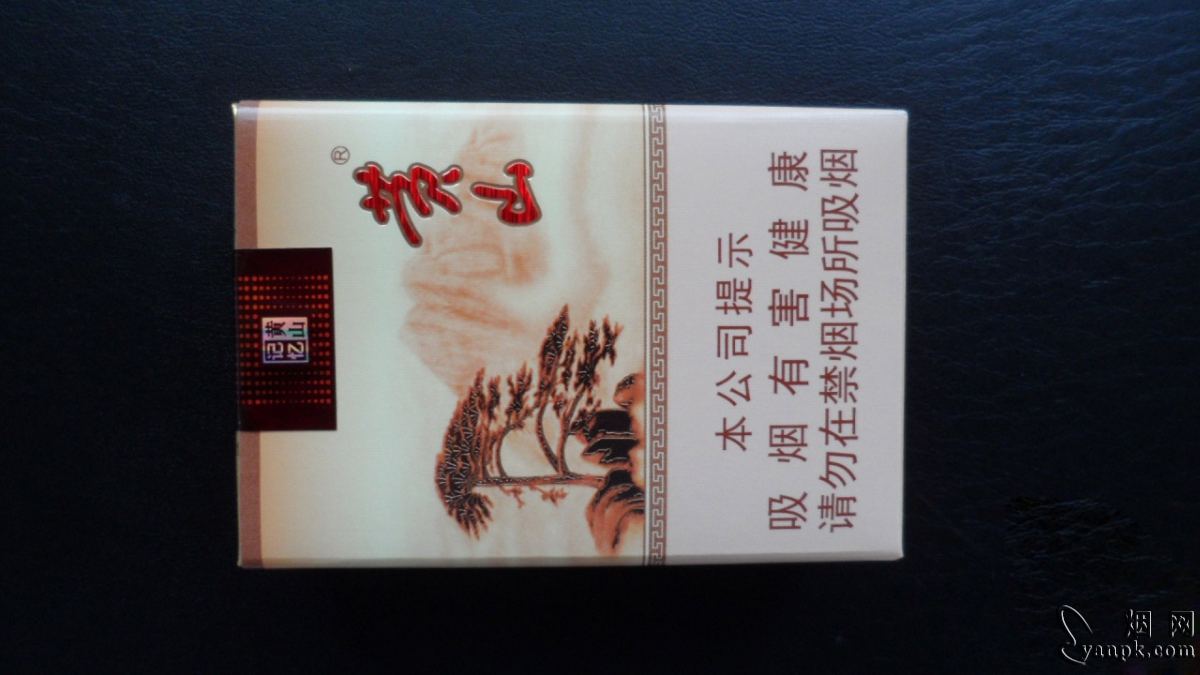 黄山®
记忆
黄山
本公司提示
吸烟有害健康
请勿在禁烟场所吸烟
烟网
yanpk.com